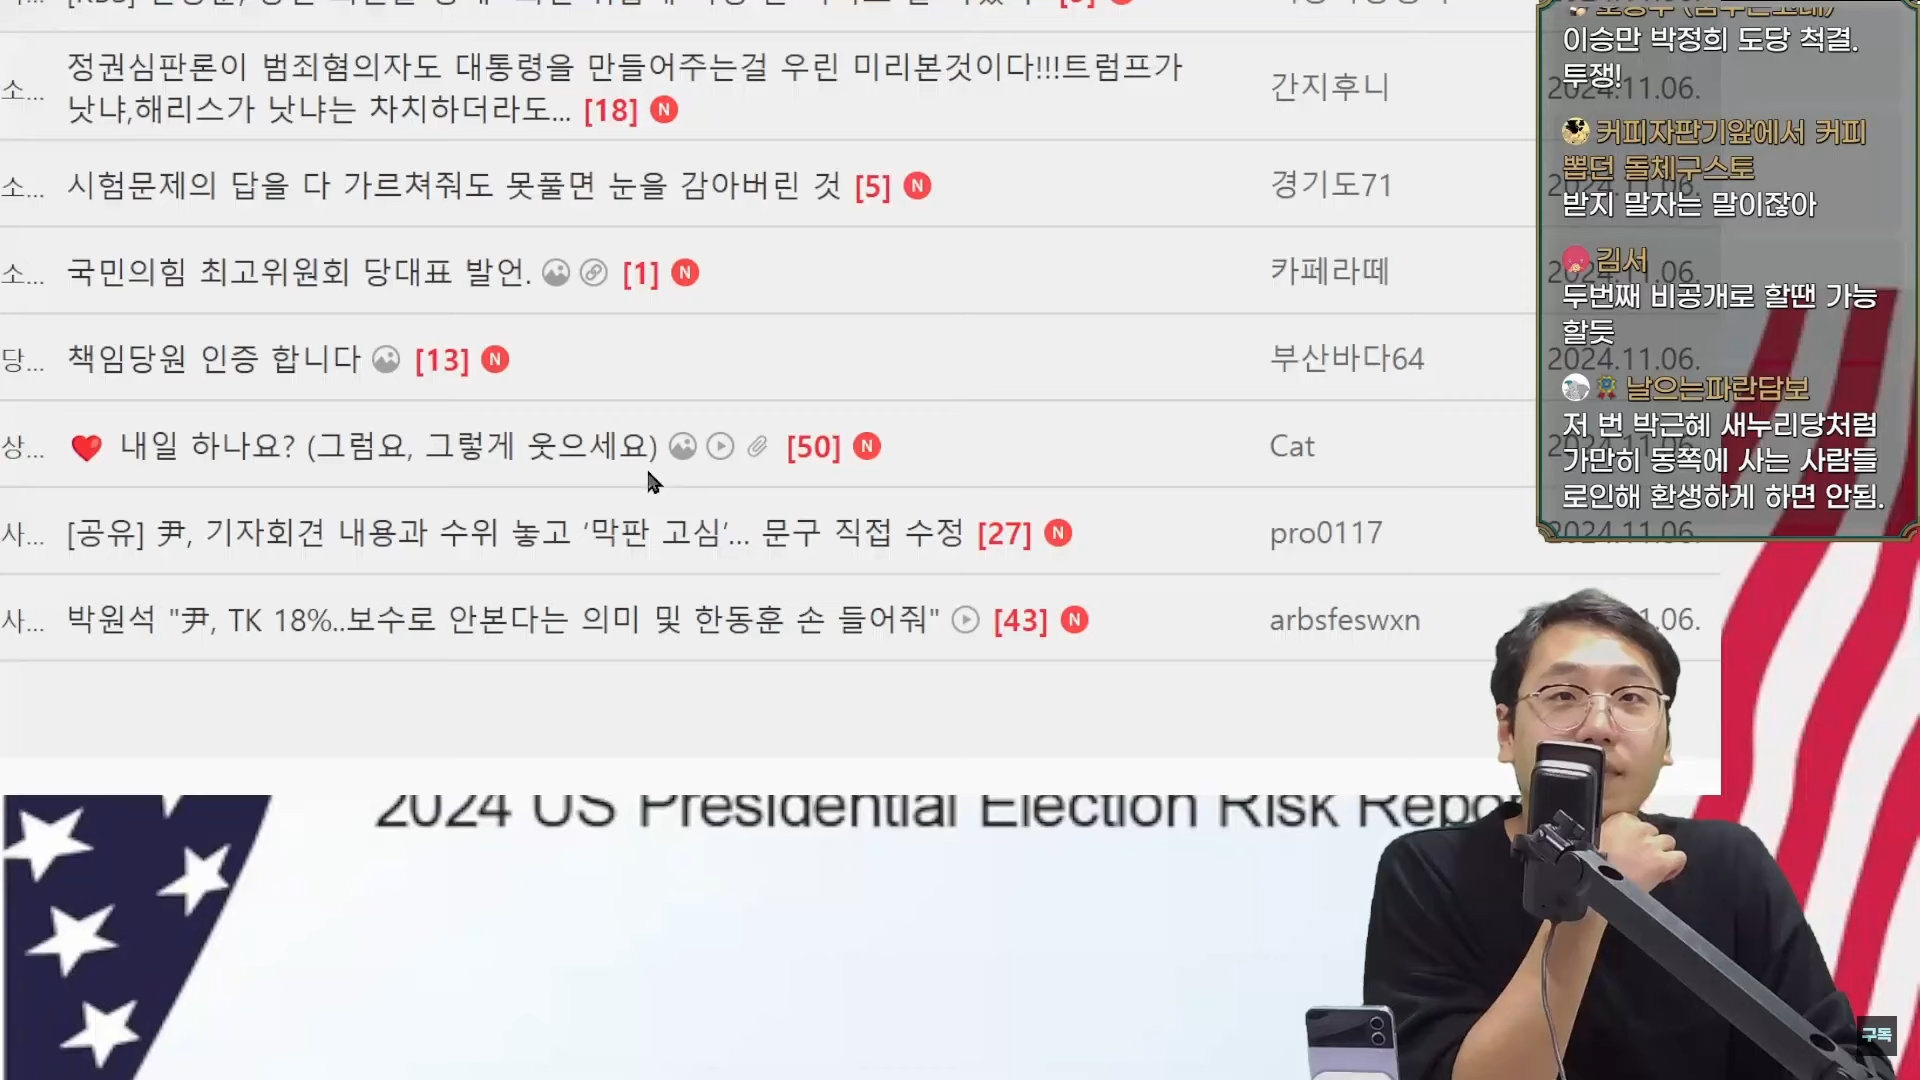 소...
정권심판론이 범죄혐의자도 대통령을 만들어주는걸 우린 미리본것이다!!!트럼프가
낫냐,해리스가 낫냐는 차치하더라도... [18] N
간지후니
2024.11.06.
소...
시험문제의 답을 다 가르쳐줘도 못풀면 눈을 감아버린 것 [5] N
경기도71
소...
국민의힘 최고위원회 당대표 발언. [1] N
카페라떼
2024.11.06.
당...
책임당원 인증 합니다 [13] N
부산바다64
2024.11.06.
상...
❤️ 내일 하나요? (그럼요, 그렇게 웃으세요) [50] N
Cat
사...
[공유] 尹, 기자회견 내용과 수위 놓고 ‘막판 고심’... 문구 직접 수정 [27] N
pro0117
2024.11.06.
사...
박원석 "尹, TK 18%..보수로 안본다는 의미 및 한동훈 손 들어줘" [43] N
arbsfeswxn
.06.
이승만 박정희 도당 척결.
투쟁!
커피자판기앞에서 커피
뽑던 돌체구스토
받지 말자는 말이잖아
김서
두번째 비공개로 할땐 가능
할듯
날으는파란담보
저 번 박근혜 새누리당처럼
가만히 동쪽에 사는 사람들
로인해 환생하게 하면 안됨.
2024 US Presidential Election Risk Repo
구독